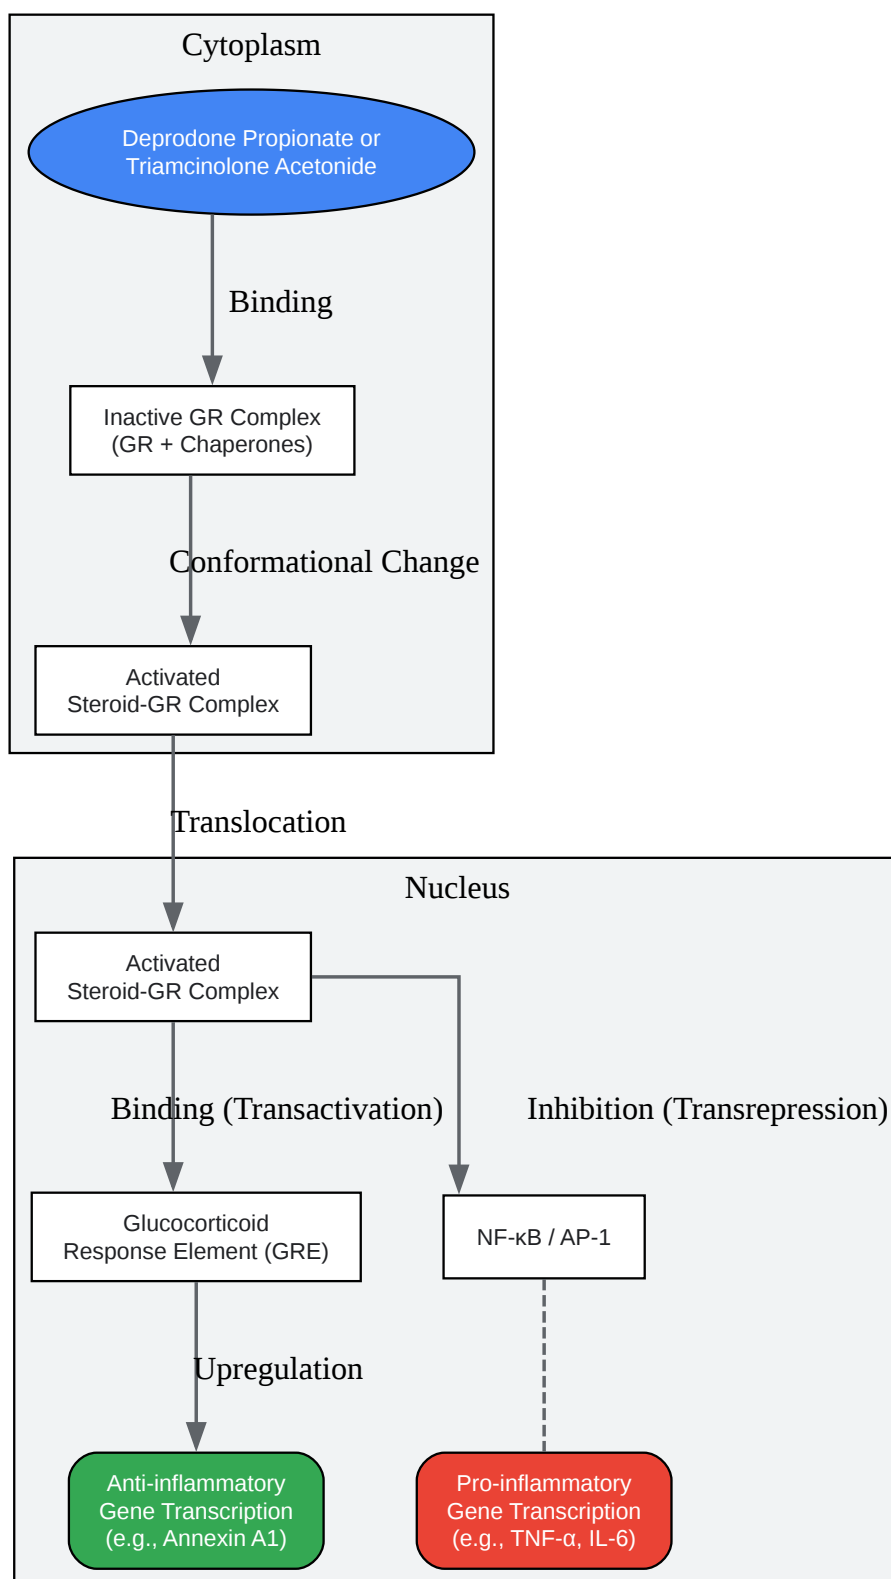 Cytoplasm
Deprodone Propionate or
Triamcinolone Acetonide
Binding
Inactive GR Complex
(GR + Chaperones)
Conformational Change
Activated
Steroid-GR Complex
Translocation
Nucleus
Activated
Steroid-GR Complex
Binding (Transactivation)
Inhibition (Transrepression)
Glucocorticoid
Response Element (GRE)
NF-κB / AP-1
Upregulation
Anti-inflammatory
Gene Transcription
(e.g., Annexin A1)
Pro-inflammatory
Gene Transcription
(e.g., TNF-α, IL-6)